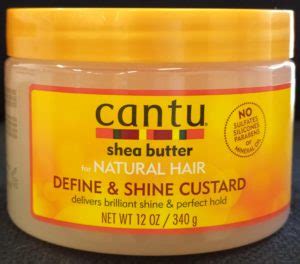 cantu
shea butter
for NATURAL HAIR
DEFINE & SHINE CUSTARD
delivers brilliant shine & perfect hold
NET WT 12 OZ / 340 g
NO
SULFATES
SILICONES
PARABENS
or
MINERAL OIL